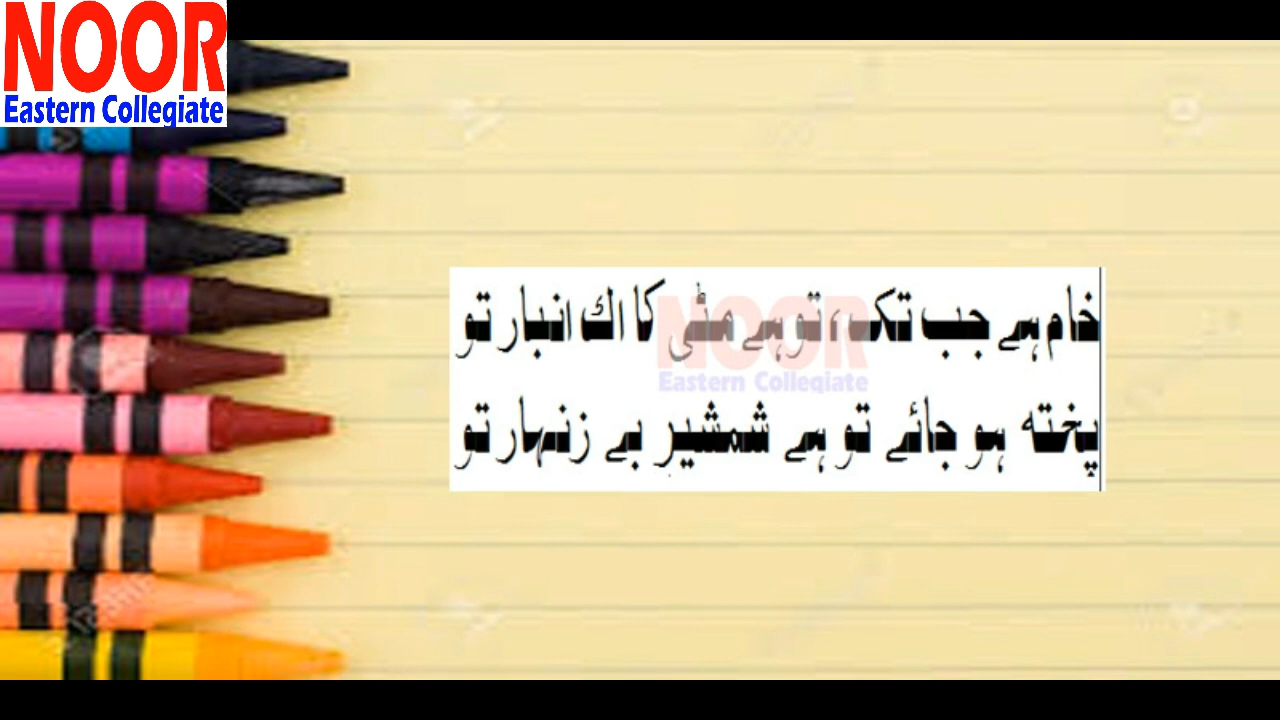 NOOR
Eastern Collegiate
خام ہے جب تک، تو ہے مٹی کا اك انبار تو
NOOR
Eastern Collegiate
پختہ ہو جائے تو ہے شمشیرِ بے زنہار تو